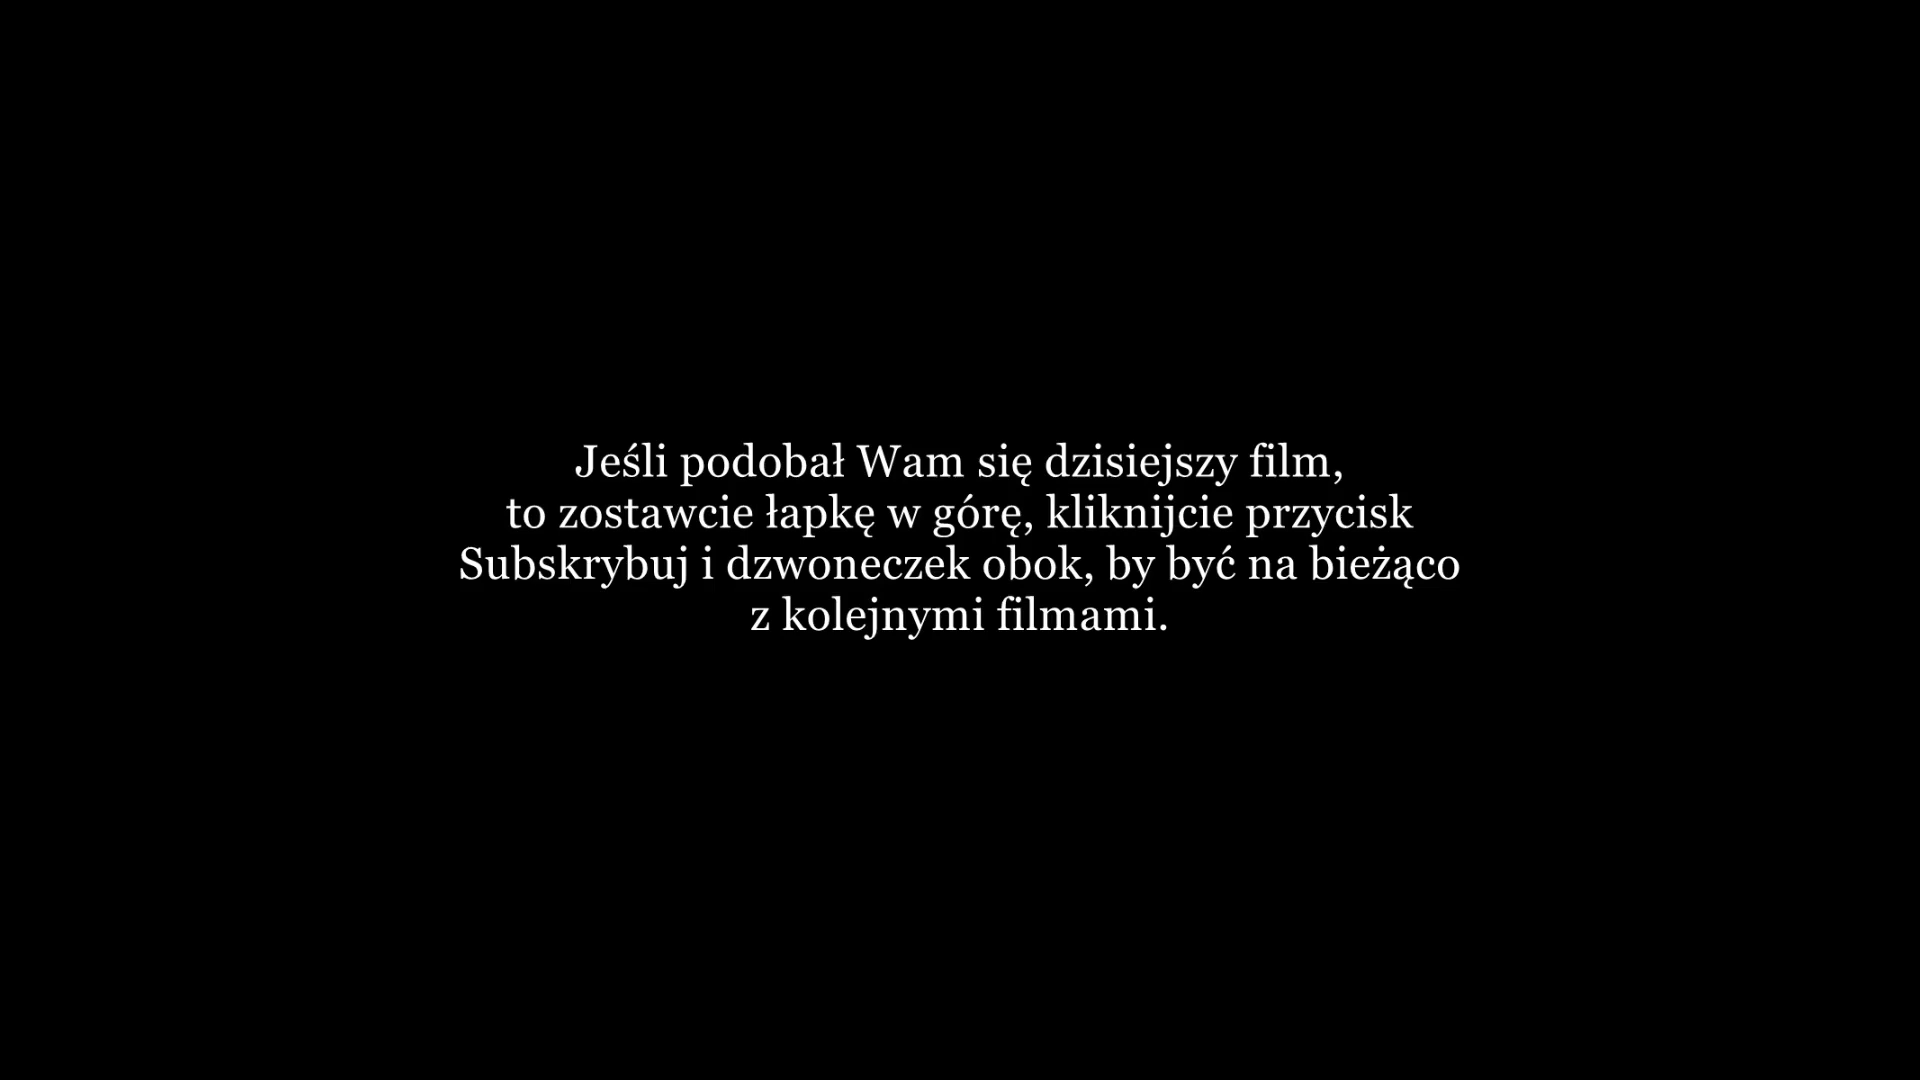 Jeśli podobał Wam się dzisiejszy film,
to zostawcie łapkę w górę, kliknijcie przycisk
Subskrybuj i dzwoneczek obok, by być na bieżąco
z kolejnymi filmami.